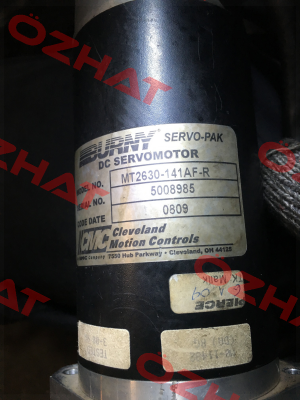 BURNY SERVO-PAK
DC SERVOMOTOR
MODEL NO. MT2630-141AF-R
SERIAL NO. 5008985
CODE DATE 0809
CMC Cleveland
Motion Controls
7550 Hub Parkway • Cleveland, OH 44125
PIERCE
ÖZHAT
ÖZHAT
ÖZHAT
ÖZHAT
ÖZHAT